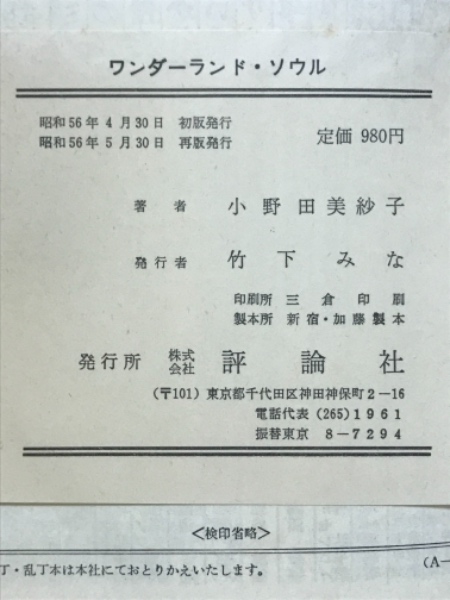 ワンダーランド・ソウル
昭和56年4月30日 初版発行
昭和56年5月30日 再版発行
定価 980円
著者 小野田美紗子
発行者 竹下みな
印刷所 三倉印刷
製本所 新宿・加藤製本
発行所 株式会社 評論社
(〒101) 東京都千代田区神田神保町2-16
電話代表 (265) 1961
振替東京 8-7294
<検印省略>
丁・乱丁本は本社にておとりかえいたします。
(A-